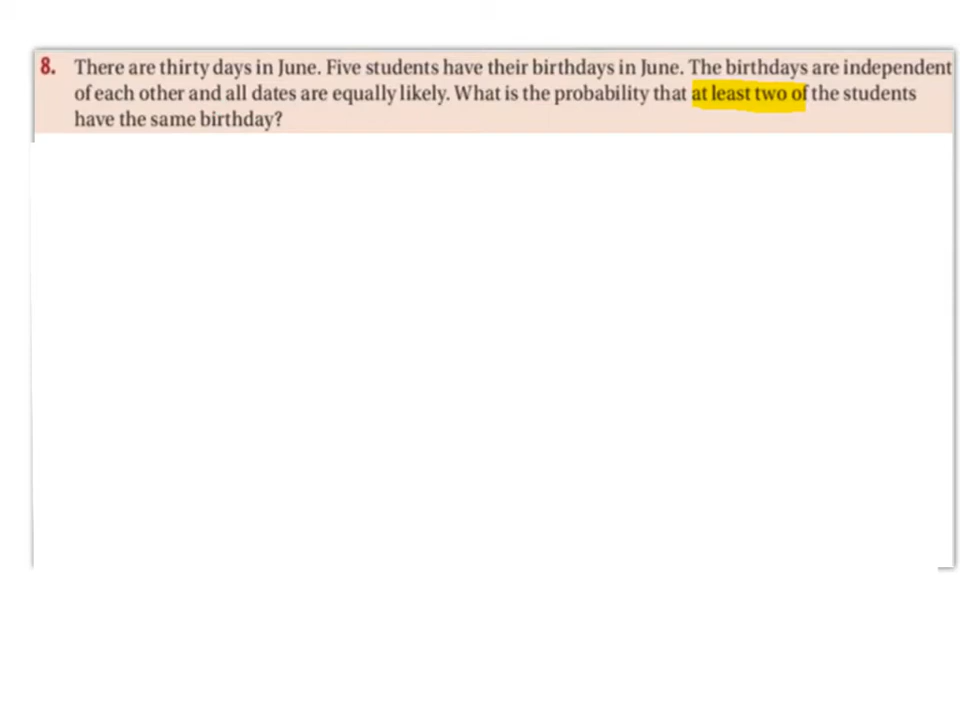 8. There are thirty days in June. Five students have their birthdays in June. The birthdays are independent
of each other and all dates are equally likely. What is the probability that at least two of the students
have the same birthday?